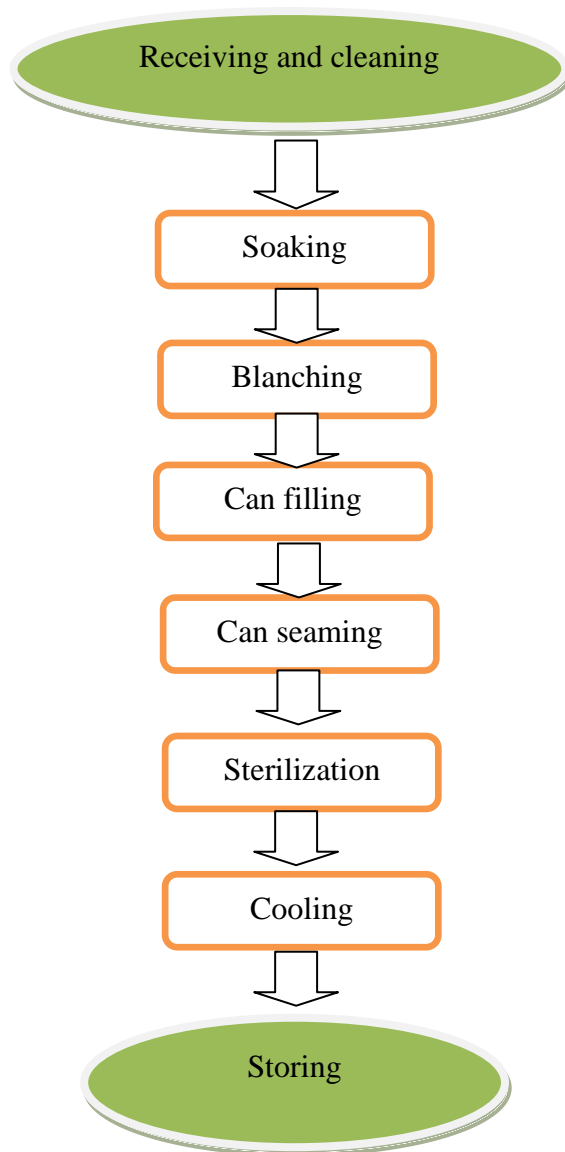 Receiving and cleaning
Soaking
Blanching
Can filling
Can seaming
Sterilization
Cooling
Storing